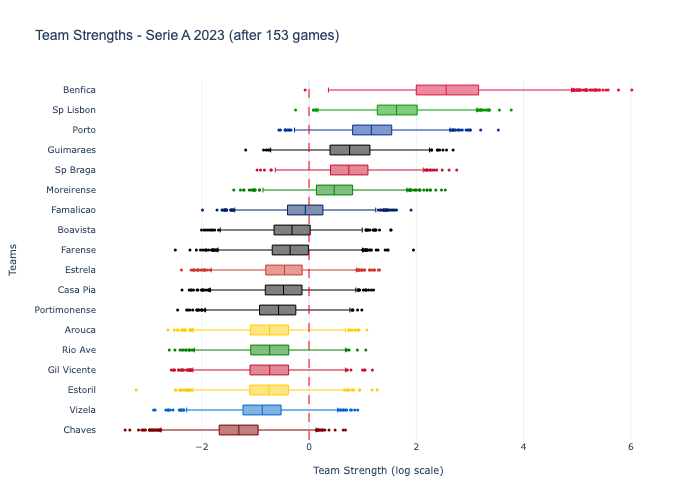 Team Strengths - Serie A 2023 (after 153 games)
Benfica
Sp Lisbon
Porto
Guimaraes
Sp Braga
Moreirense
Famalicao
Boavista
Farense
Estrela
Casa Pia
Portimonense
Arouca
Rio Ave
Gil Vicente
Estoril
Vizela
Chaves
Teams
−2 0 2 4 6
Team Strength (log scale)